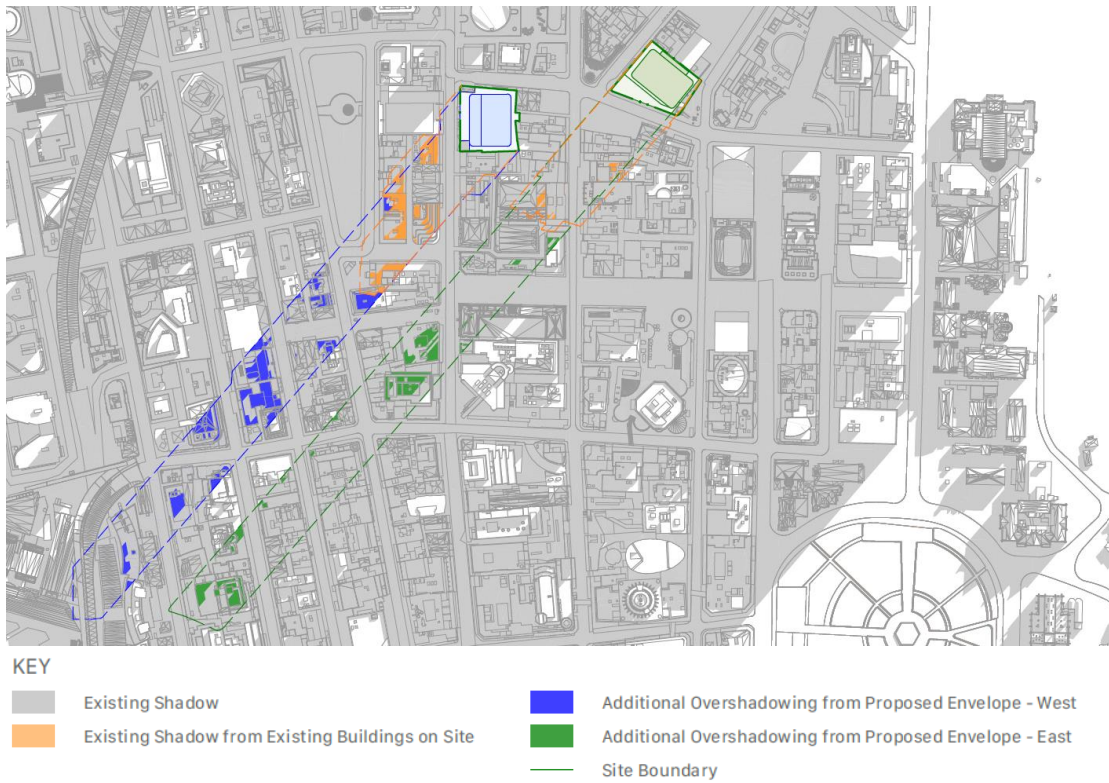 KEY
Existing Shadow
Existing Shadow from Existing Buildings on Site
Additional Overshadowing from Proposed Envelope - West
Additional Overshadowing from Proposed Envelope - East
Site Boundary